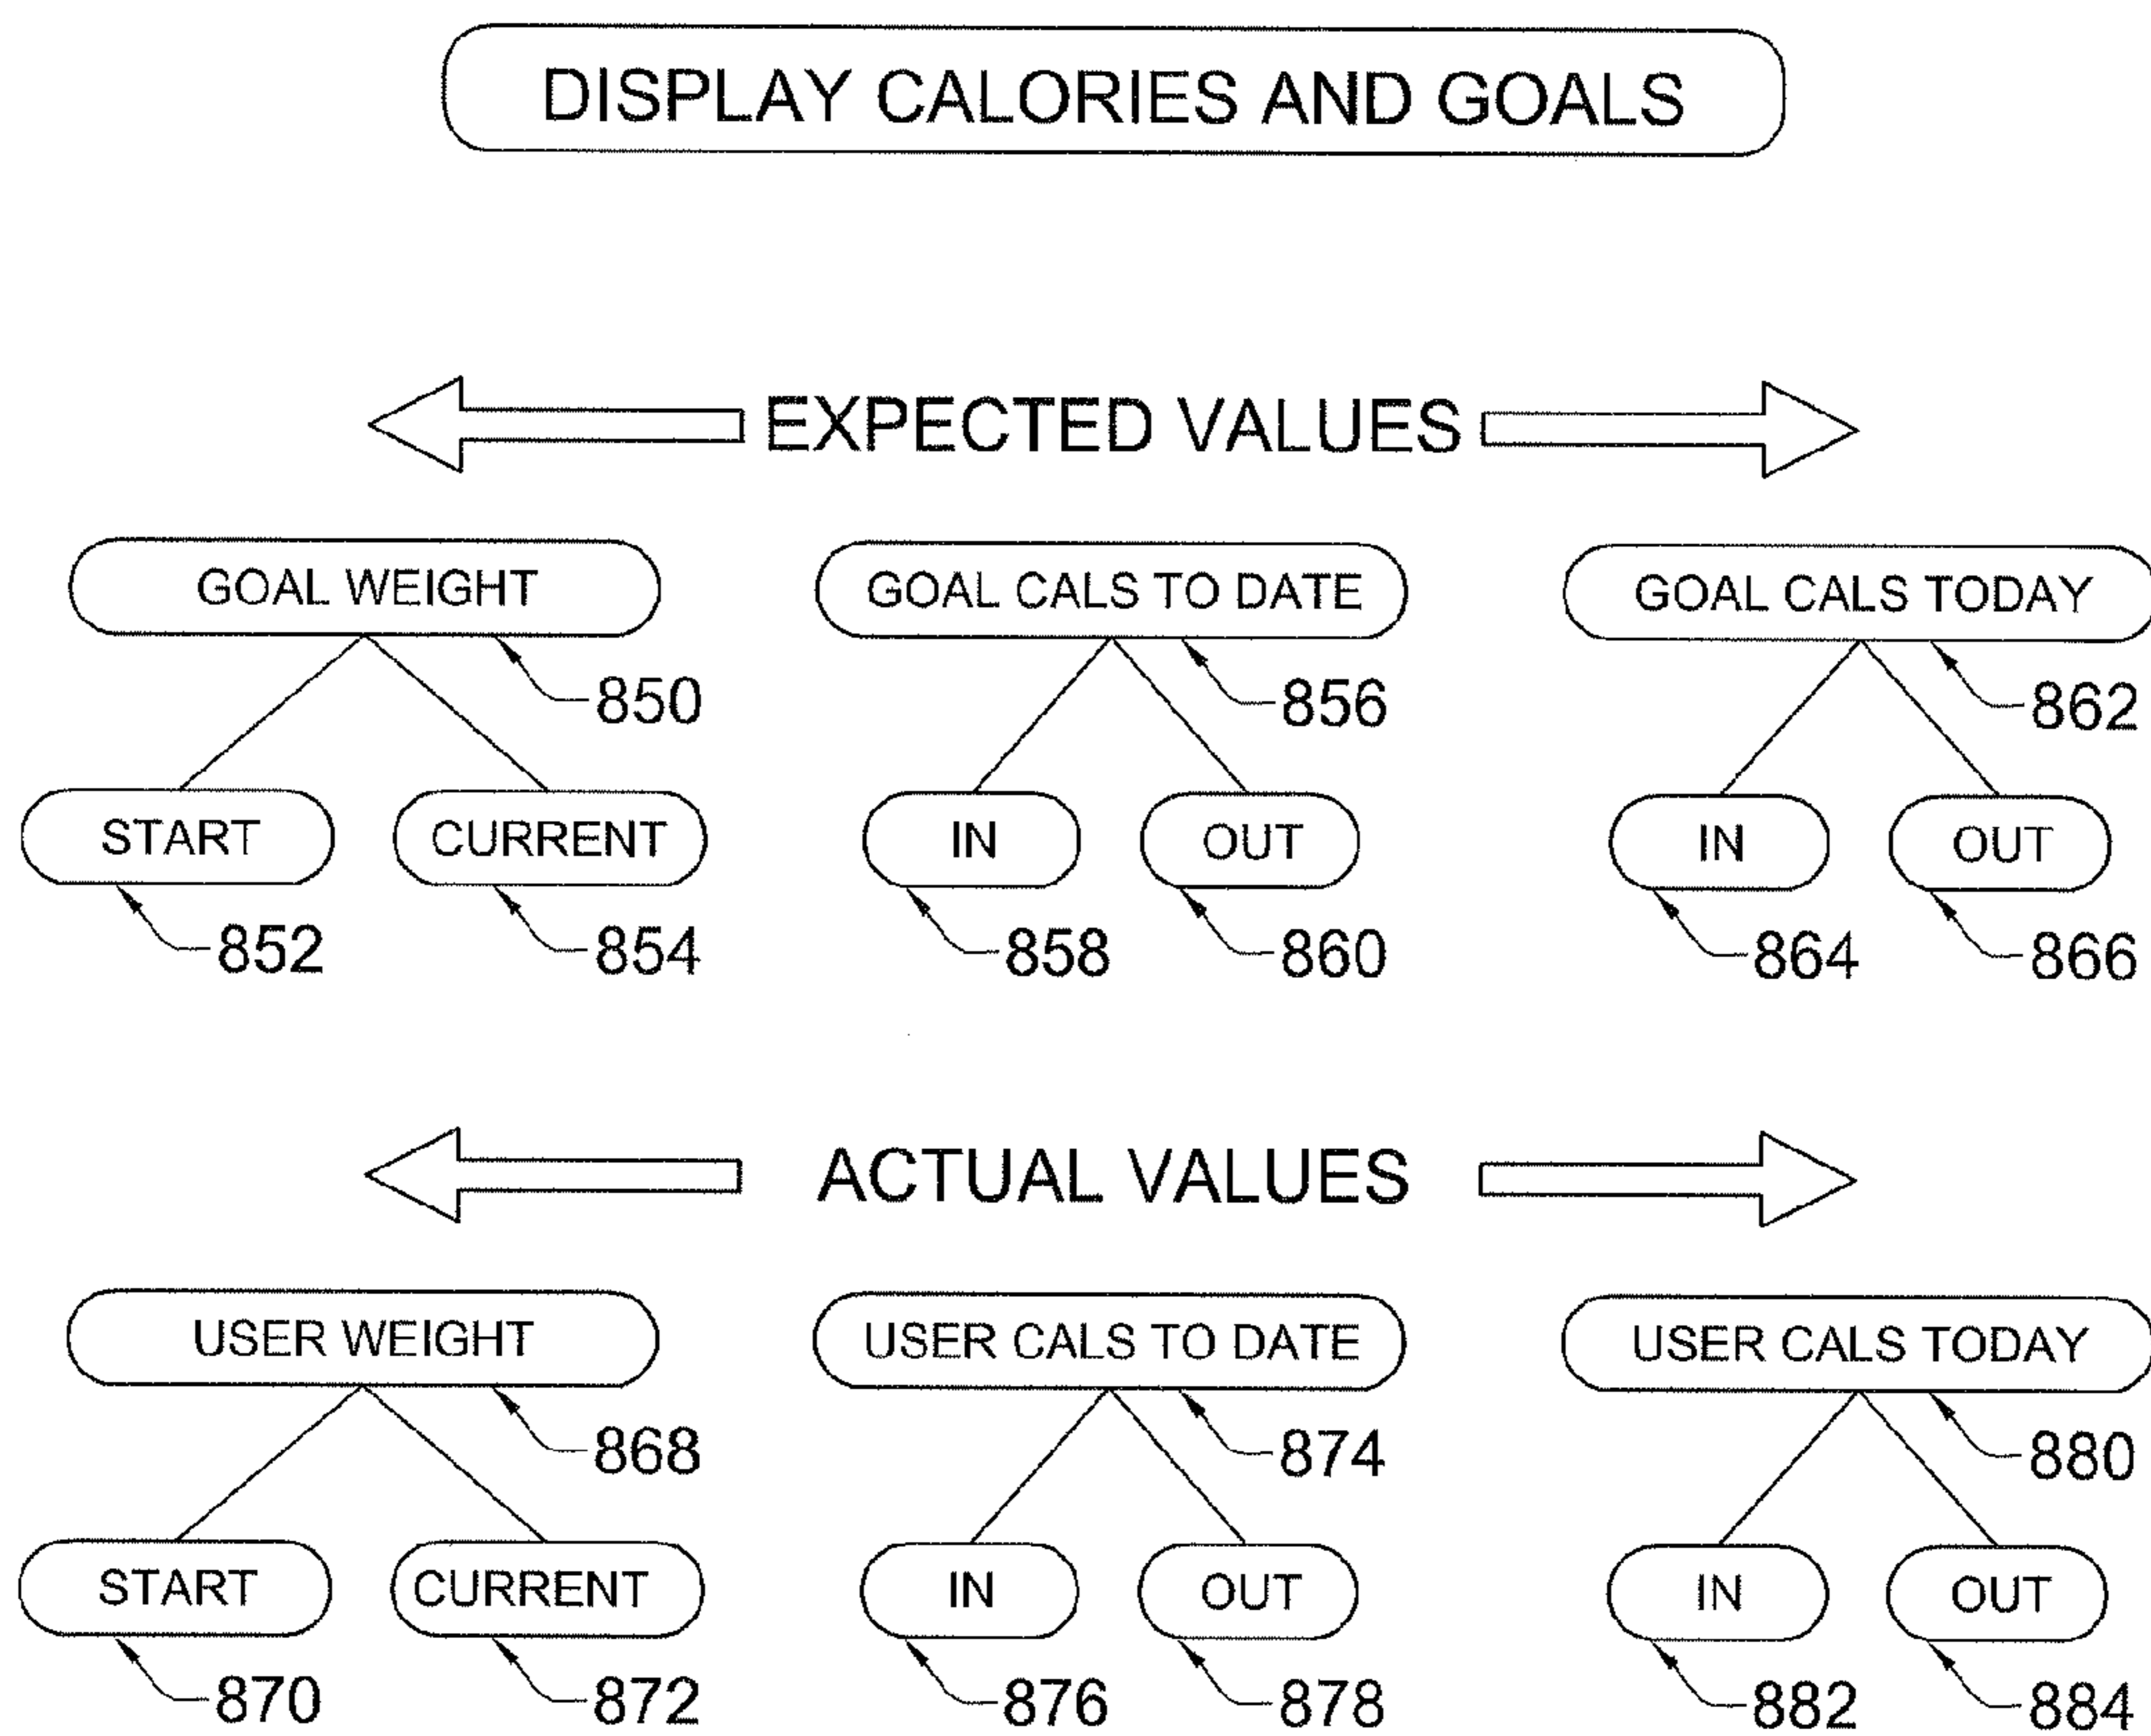 DISPLAY CALORIES AND GOALS
EXPECTED VALUES
GOAL WEIGHT
GOAL CALS TO DATE
GOAL CALS TODAY
850
856
862
START
CURRENT
IN
OUT
IN
OUT
852
854
858
860
864
866
ACTUAL VALUES
USER WEIGHT
USER CALS TO DATE
USER CALS TODAY
868
874
880
START
CURRENT
IN
OUT
IN
OUT
870
872
876
878
882
884